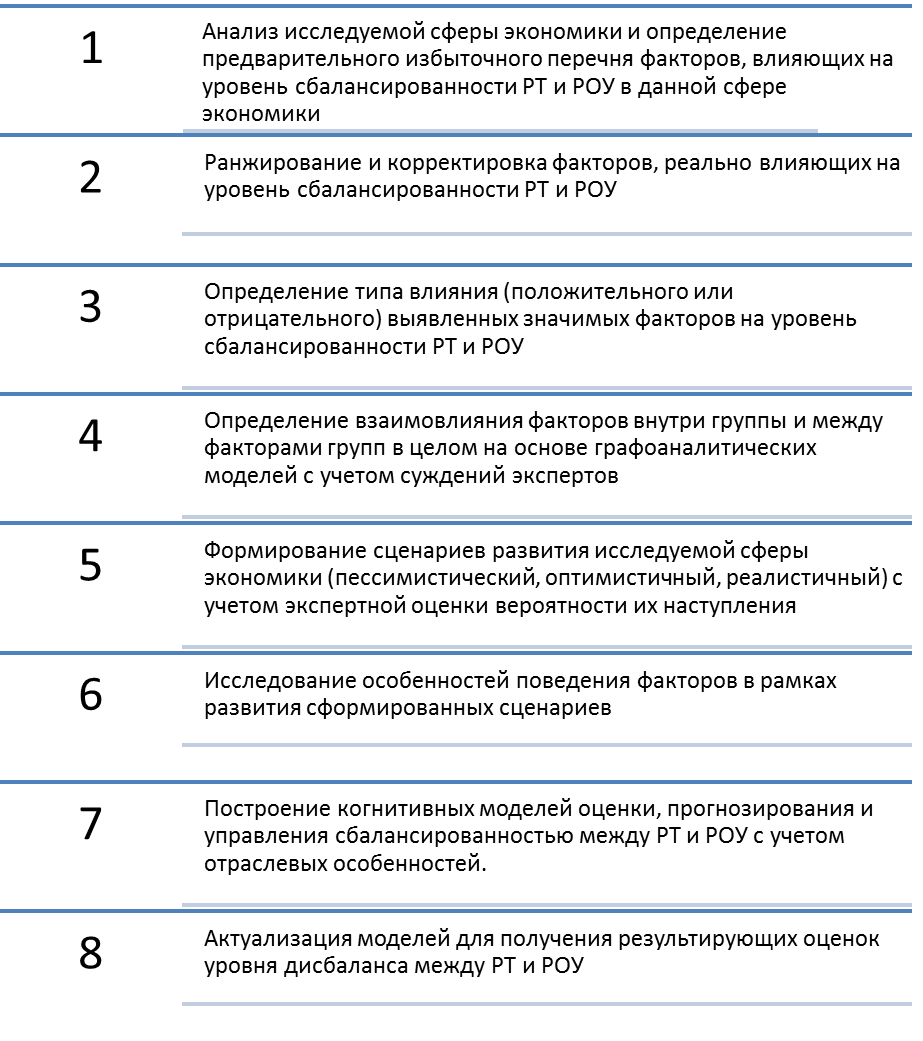 1
Анализ исследуемой сферы экономики и определение
предварительного избыточного перечня факторов, влияющих на
уровень сбалансированности РТ и РОУ в данной сфере
экономики
2
Ранжирование и корректировка факторов, реально влияющих на
уровень сбалансированности РТ и РОУ
3
Определение типа влияния (положительного или
отрицательного) выявленных значимых факторов на уровень
сбалансированности РТ и РОУ
4
Определение взаимовлияния факторов внутри группы и между
факторами групп в целом на основе графоаналитических
моделей с учетом суждений экспертов
5
Формирование сценариев развития исследуемой сферы
экономики (пессимистический, оптимистичный, реалистичный) с
учетом экспертной оценки вероятности их наступления
6
Исследование особенностей поведения факторов в рамках
развития сформированных сценариев
7
Построение когнитивных моделей оценки, прогнозирования и
управления сбалансированностью между РТ и РОУ с учетом
отраслевых особенностей.
8
Актуализация моделей для получения результирующих оценок
уровня дисбаланса между РТ и РОУ